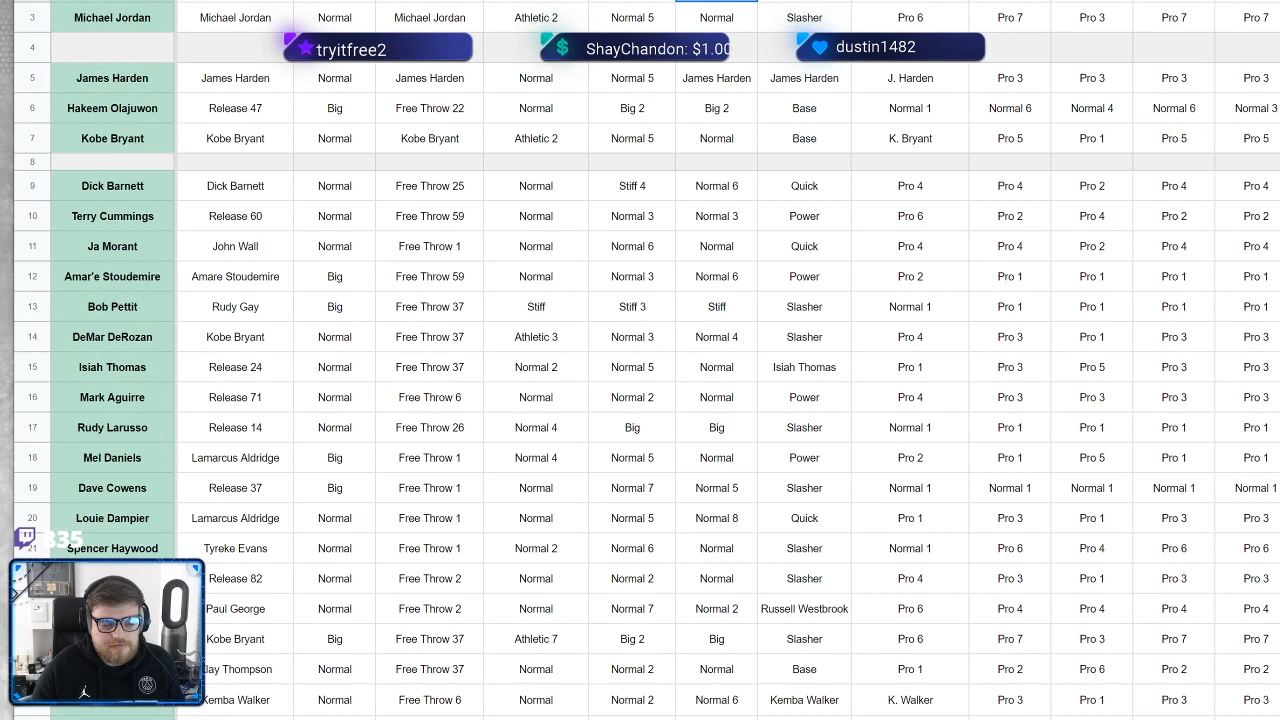 3 Michael Jordan Michael Jordan Normal Michael Jordan Athletic 2 Normal 5 Normal Slasher Pro 6 Pro 7 Pro 3 Pro 7 Pro 7
4 tryitfree2 ShayChandon: $1.00 dustin1482
5 James Harden James Harden Normal James Harden Normal Normal 5 James Harden James Harden J. Harden Pro 3 Pro 3 Pro 3 Pro 3
6 Hakeem Olajuwon Release 47 Big Free Throw 22 Normal Big 2 Big 2 Base Normal 1 Normal 6 Normal 4 Normal 6 Normal 3
7 Kobe Bryant Kobe Bryant Normal Kobe Bryant Athletic 2 Normal 5 Normal Base K. Bryant Pro 5 Pro 1 Pro 5 Pro 5
8
9 Dick Barnett Dick Barnett Normal Free Throw 25 Normal Stiff 4 Normal 6 Quick Pro 4 Pro 4 Pro 2 Pro 4 Pro 4
10 Terry Cummings Release 60 Normal Free Throw 59 Normal Normal 3 Normal 3 Power Pro 6 Pro 2 Pro 4 Pro 2 Pro 2
11 Ja Morant John Wall Normal Free Throw 1 Normal Normal 6 Normal Quick Pro 4 Pro 4 Pro 2 Pro 4 Pro 4
12 Amar'e Stoudemire Amare Stoudemire Big Free Throw 59 Normal Normal 3 Normal 6 Power Pro 2 Pro 1 Pro 1 Pro 1 Pro 1
13 Bob Pettit Rudy Gay Big Free Throw 37 Stiff Stiff 3 Stiff Slasher Normal 1 Pro 1 Pro 1 Pro 1 Pro 1
14 DeMar DeRozan Kobe Bryant Normal Free Throw 37 Athletic 3 Normal 3 Normal 4 Slasher Pro 4 Pro 3 Pro 1 Pro 3 Pro 3
15 Isiah Thomas Release 24 Normal Free Throw 37 Normal 2 Normal 5 Normal Isiah Thomas Pro 1 Pro 3 Pro 5 Pro 3 Pro 3
16 Mark Aguirre Release 71 Normal Free Throw 6 Normal Normal 2 Normal Power Pro 4 Pro 3 Pro 3 Pro 3 Pro 3
17 Rudy Larusso Release 14 Normal Free Throw 26 Normal 4 Big Big Slasher Normal 1 Pro 1 Pro 1 Pro 1 Pro 1
18 Mel Daniels Lamarcus Aldridge Big Free Throw 1 Normal 4 Normal 5 Normal Power Pro 2 Pro 1 Pro 5 Pro 1 Pro 1
19 Dave Cowens Release 37 Big Free Throw 1 Normal Normal 7 Normal 5 Slasher Normal 1 Normal 1 Normal 1 Normal 1 Normal 1
20 Louie Dampier Lamarcus Aldridge Normal Free Throw 1 Normal Normal 5 Normal 8 Quick Pro 1 Pro 3 Pro 1 Pro 3 Pro 3
335
21 Spencer Haywood Tyreke Evans Normal Free Throw 1 Normal 2 Normal 6 Normal Slasher Normal 1 Pro 6 Pro 4 Pro 6 Pro 6
Release 82 Normal Free Throw 2 Normal Normal 2 Normal Slasher Pro 4 Pro 3 Pro 1 Pro 3 Pro 3
Paul George Normal Free Throw 2 Normal Normal 7 Normal 2 Russell Westbrook Pro 6 Pro 4 Pro 4 Pro 4 Pro 4
Kobe Bryant Big Free Throw 37 Athletic 7 Big 2 Big Slasher Pro 6 Pro 7 Pro 3 Pro 7 Pro 7
lay Thompson Normal Free Throw 37 Normal Normal 2 Normal Base Pro 1 Pro 2 Pro 6 Pro 2 Pro 2
Kemba Walker Normal Free Throw 6 Normal Normal 2 Normal 6 Kemba Walker K. Walker Pro 3 Pro 1 Pro 3 Pro 3